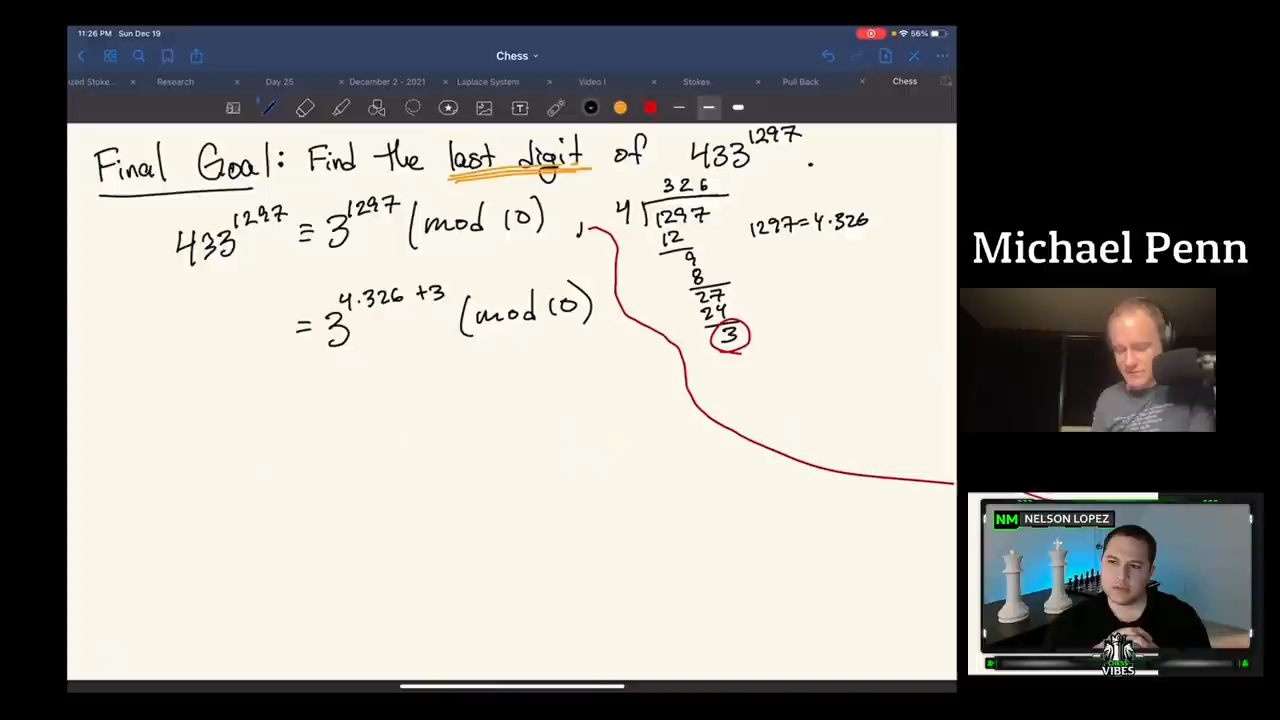 11:26 PM Sun Dec 19
56%
Chess
zed Stoke... Research Day 25 December 2 - 2021 Laplace System Video I Stokes Pull Back Chess
Final Goal: Find the last digit of 433^1297.
433^1297 ≡ 3^1297 (mod 10),
= 3^4·326 +3 (mod 10)
326
4 1297
12
9
8
27
24
3
1297=4·326
Michael Penn
NM NELSON LOPEZ
CHESS
VIBES